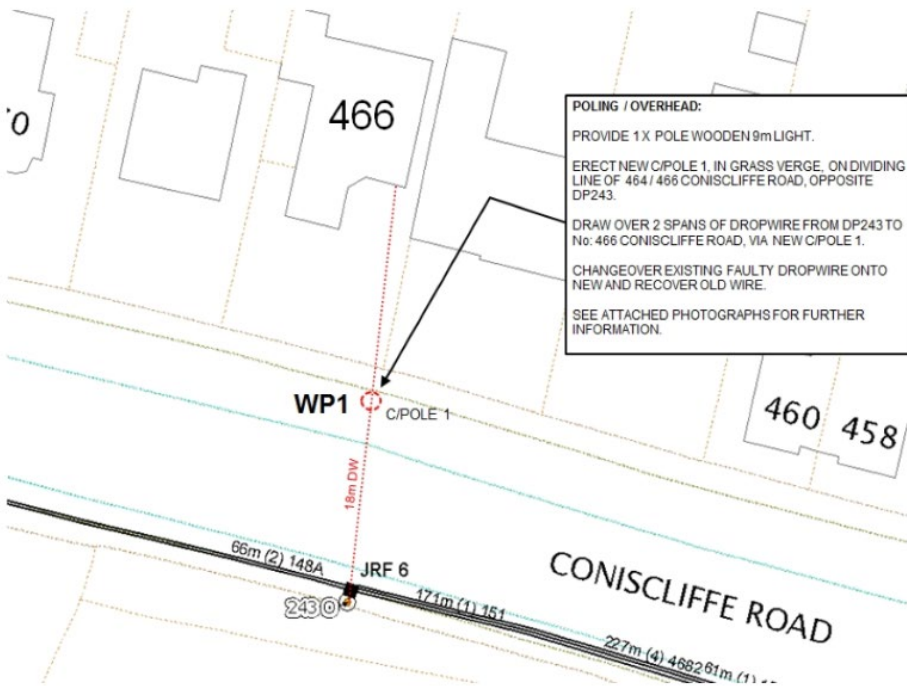 466
POLING / OVERHEAD:
PROVIDE 1 X POLE WOODEN 9m LIGHT.
ERECT NEW C/POLE 1, IN GRASS VERGE, ON DIVIDING
LINE OF 464 / 466 CONISCLIFFE ROAD, OPPOSITE
DP243.
DRAW OVER 2 SPANS OF DROPWIRE FROM DP243 TO
No: 466 CONISCLIFFE ROAD, VIA NEW C/POLE 1.
CHANGEOVER EXISTING FAULTY DROPWIRE ONTO
NEW AND RECOVER OLD WIRE.
SEE ATTACHED PHOTOGRAPHS FOR FURTHER
INFORMATION.
WP1
C/POLE 1
460
458
18m DW
66m (2) 148A
JRF 6
243
171m (1) 151
CONISCLIFFE ROAD
227m (4) 468261m (1)